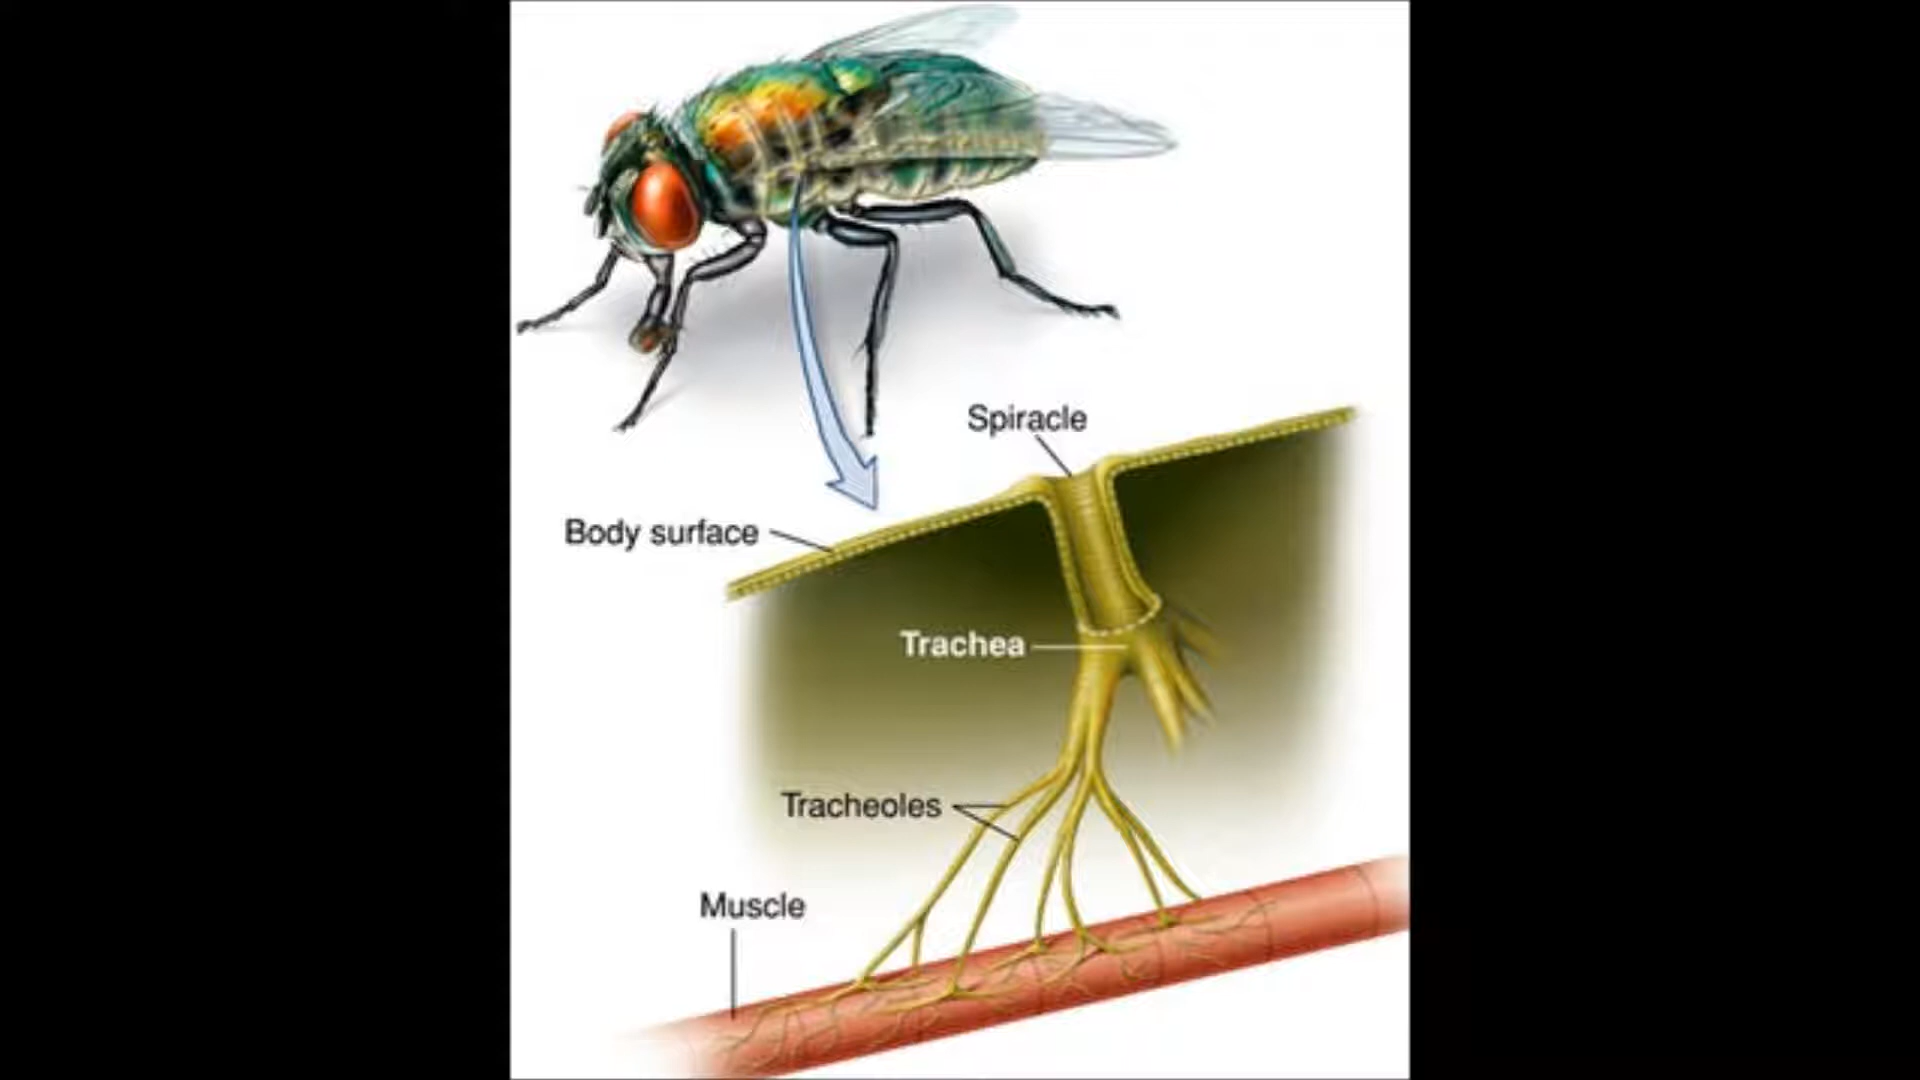 Spiracle
Body surface
Trachea
Tracheoles
Muscle